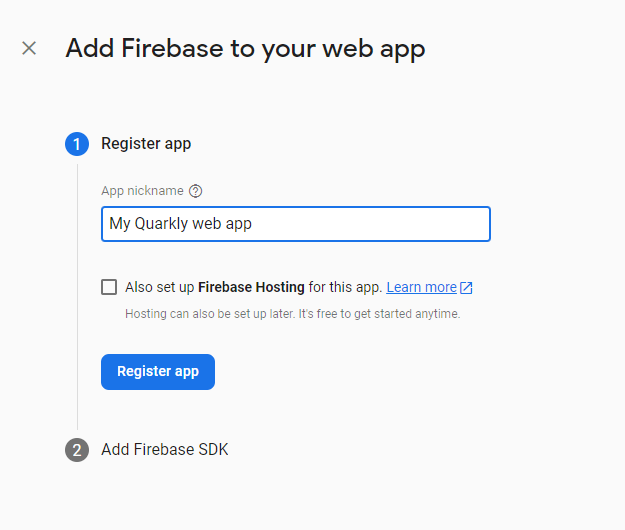 Add Firebase to your web app
1 Register app
App nickname
My Quarkly web app
Also set up Firebase Hosting for this app. Learn more
Hosting can also be set up later. It's free to get started anytime.
Register app
2 Add Firebase SDK